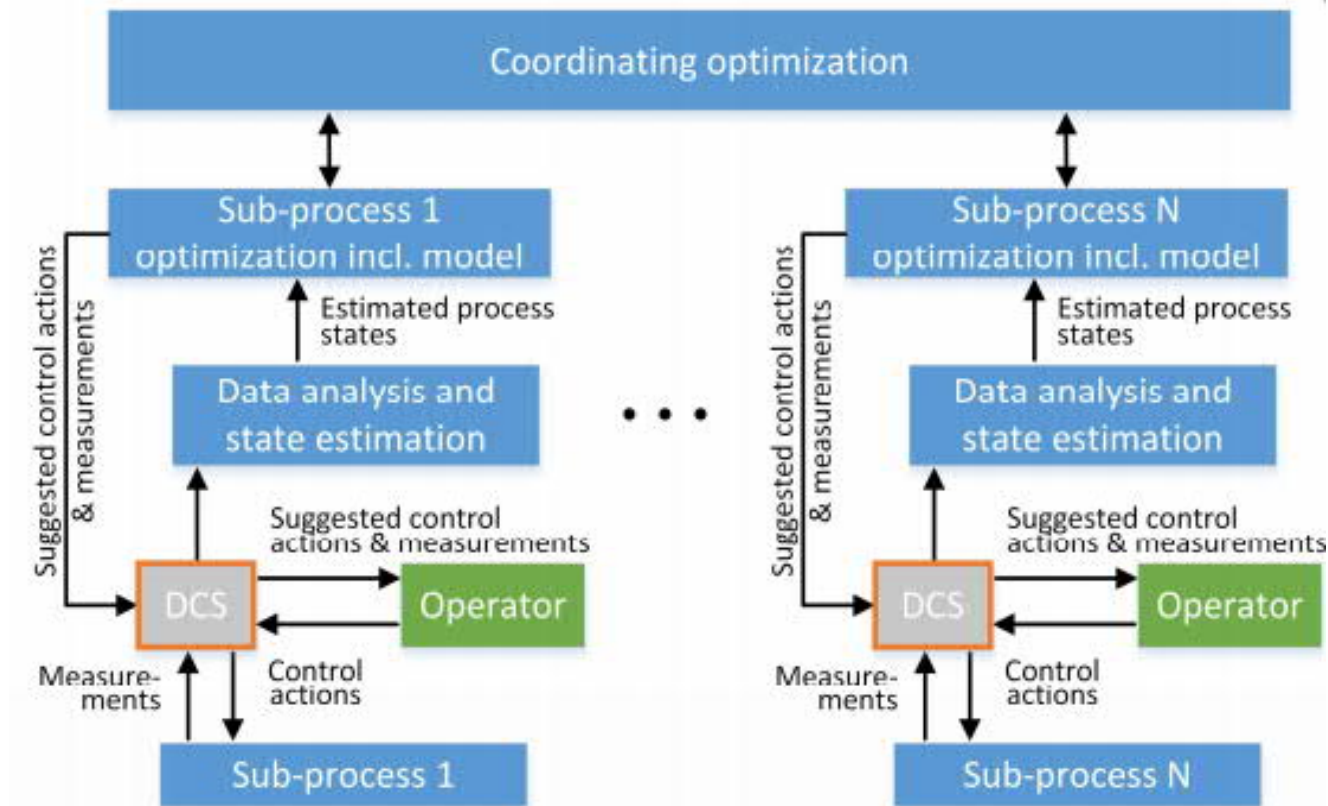 Coordinating optimization
Sub-process 1
optimization incl. model
Sub-process N
optimization incl. model
Suggested control actions
& measurements
Estimated process
states
Suggested control actions
& measurements
Estimated process
states
Data analysis and
state estimation
Data analysis and
state estimation
Suggested control
actions & measurements
Suggested control
actions & measurements
DCS
Operator
DCS
Operator
Measure-
ments
Control
actions
Measure-
ments
Control
actions
Sub-process 1
Sub-process N